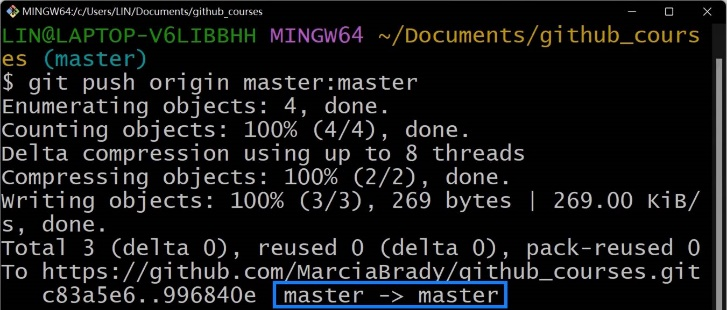 MINGW64:/c/Users/LIN/Documents/github_courses
LIN@LAPTOP-V6LIBBHH MINGW64 ~/Documents/github_cours
es (master)
$ git push origin master:master
Enumerating objects: 4, done.
Counting objects: 100% (4/4), done.
Delta compression using up to 8 threads
Compressing objects: 100% (2/2), done.
Writing objects: 100% (3/3), 269 bytes | 269.00 KiB/
s, done.
Total 3 (delta 0), reused 0 (delta 0), pack-reused 0
To https://github.com/MarciaBrady/github_courses.git
   c83a5e6..996840e  master -> master